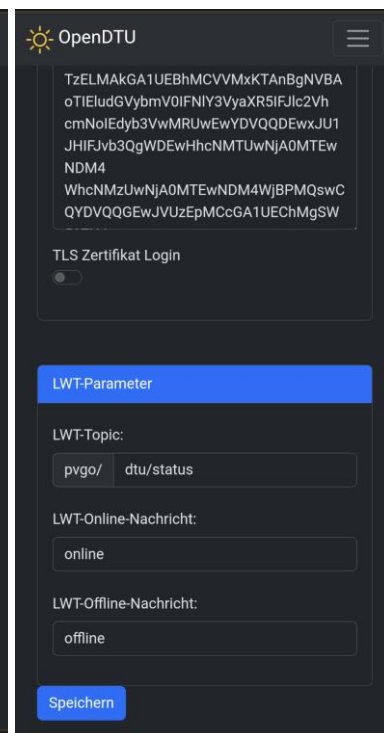 OpenDTU
TzELMAkGA1UEBhMCVVMxKTAnBgNVBA
oTIEludGVybmV0IFNlY3VyaXR5IFJlc2Vh
cmNoIEdyb3VwMRUwEwYDVQQDEwxJU1
JHIFJvb3QgWDEwHhcNMTUwNjA0MTEw
NDM4
WhcNMzUwNjA0MTEwNDM4WjBPMQswC
QYDVQQGEwJVUzEpMCcGA1UEChMgSW
TLS Zertifikat Login
LWT-Parameter
LWT-Topic:
pvgo/ dtu/status
LWT-Online-Nachricht:
online
LWT-Offline-Nachricht:
offline
Speichern